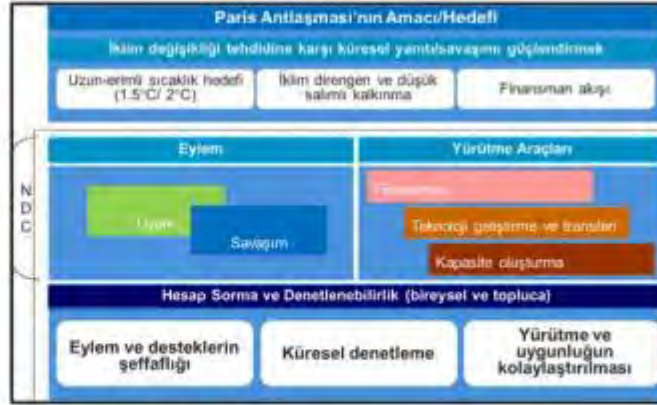 Paris Antlaşması'nın Amacı/Hedefi
İklim değişikliği tehdidine karşı küresel yanıtı/savaşımı güçlendirmek
Uzun-erimli sıcaklık hedefi
(1.5°C/ 2°C)
İklim direngen ve düşük
salımlı kalkınma
Finansman akışı
Eylem
Yürütme Araçları
N
D
C
Uyum
Savaşım
Finansman
Teknoloji geliştirme ve transferi
Kapasite oluşturma
Hesap Sorma ve Denetlenebilirlik (bireysel ve topluca)
Eylem ve desteklerin
şeffaflığı
Küresel denetleme
Yürütme ve
uygunluğun
kolaylaştırılması